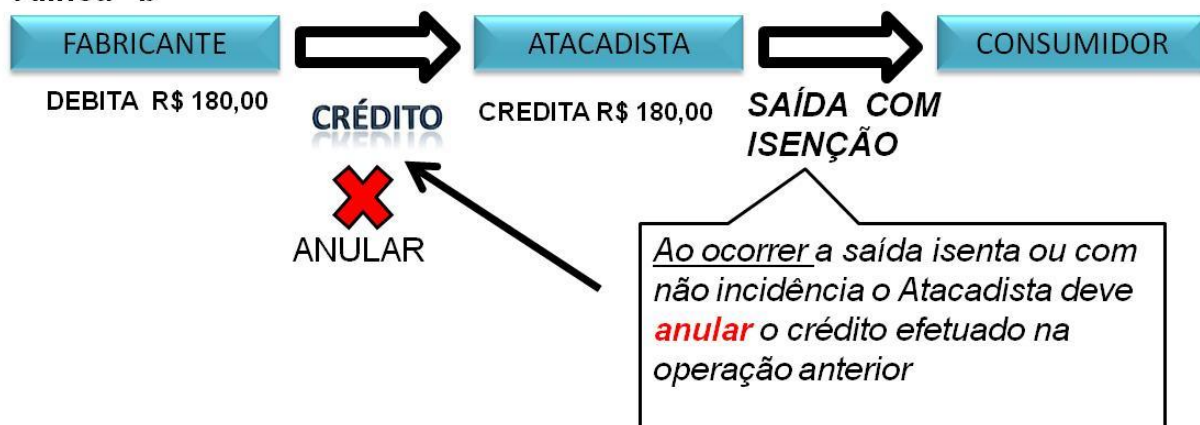 FABRICANTE
ATACADISTA
CONSUMIDOR
DEBITA R$ 180,00
CRÉDITO
CREDITA R$ 180,00
SAÍDA COM
ISENÇÃO
ANULAR
Ao ocorrer a saída isenta ou com
não incidência o Atacadista deve
anular o crédito efetuado na
operação anterior